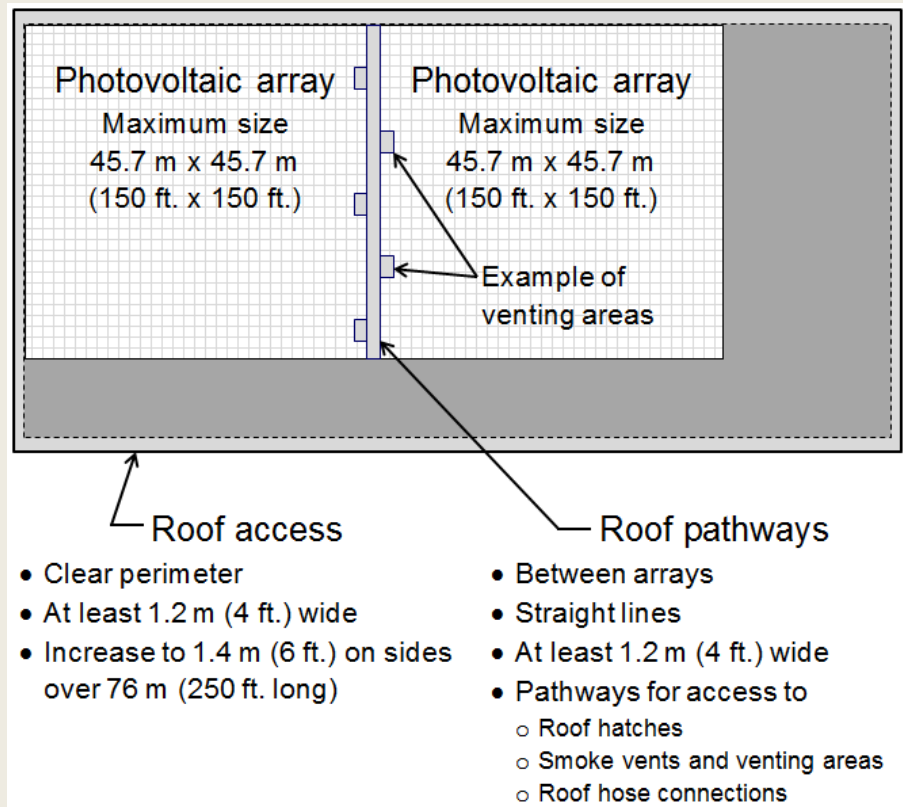 Photovoltaic array
Maximum size
45.7 m x 45.7 m
(150 ft. x 150 ft.)
Photovoltaic array
Maximum size
45.7 m x 45.7 m
(150 ft. x 150 ft.)
Example of
venting areas
Roof access
• Clear perimeter
• At least 1.2 m (4 ft.) wide
• Increase to 1.4 m (6 ft.) on sides
over 76 m (250 ft. long)
Roof pathways
• Between arrays
• Straight lines
• At least 1.2 m (4 ft.) wide
• Pathways for access to
o Roof hatches
o Smoke vents and venting areas
o Roof hose connections